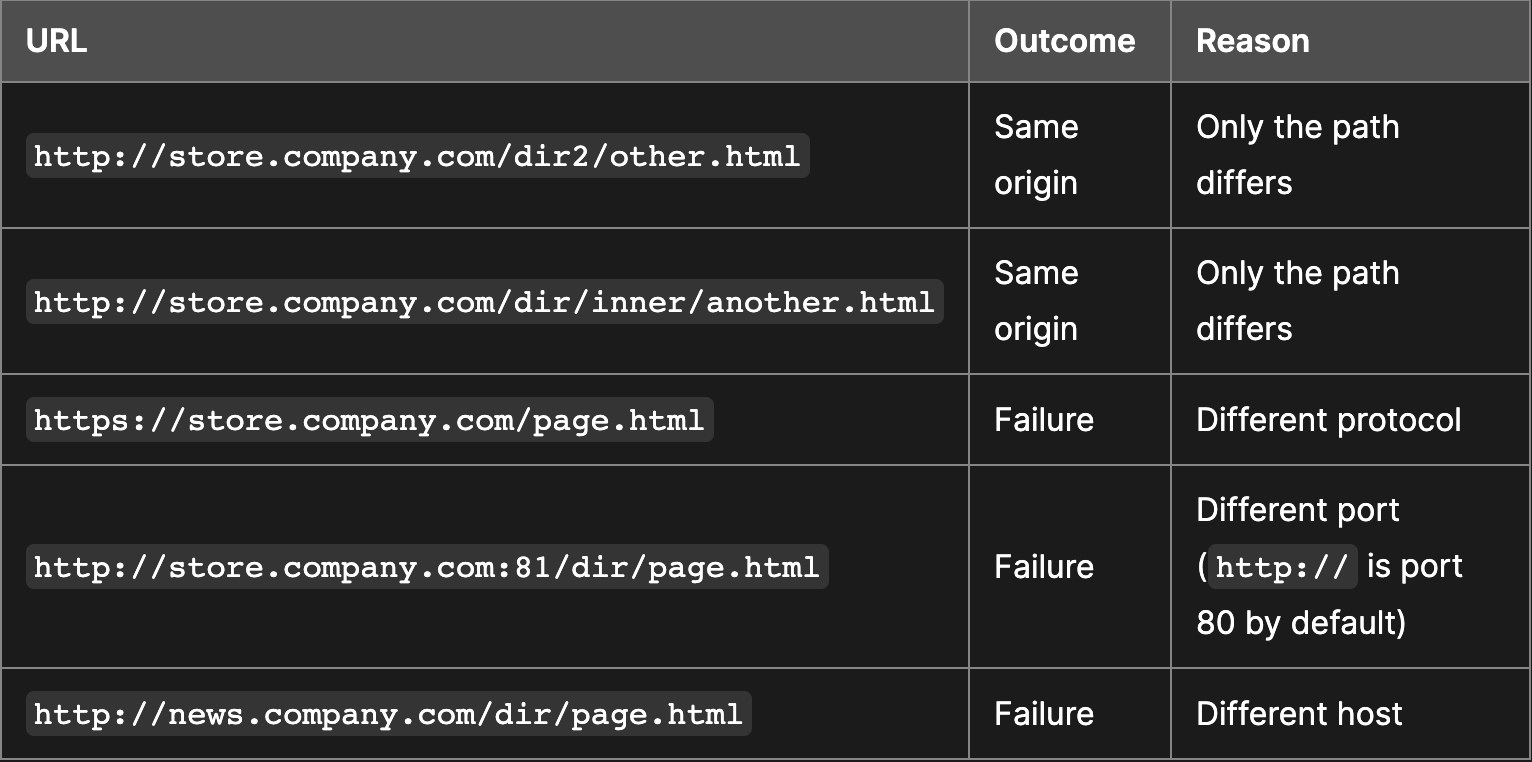 URL Outcome Reason
http://store.company.com/dir2/other.html
Same
origin
Only the path
differs
http://store.company.com/dir/inner/another.html
Same
origin
Only the path
differs
https://store.company.com/page.html
Failure
Different protocol
http://store.company.com:81/dir/page.html
Failure
Different port
(http:// is port
80 by default)
http://news.company.com/dir/page.html
Failure
Different host